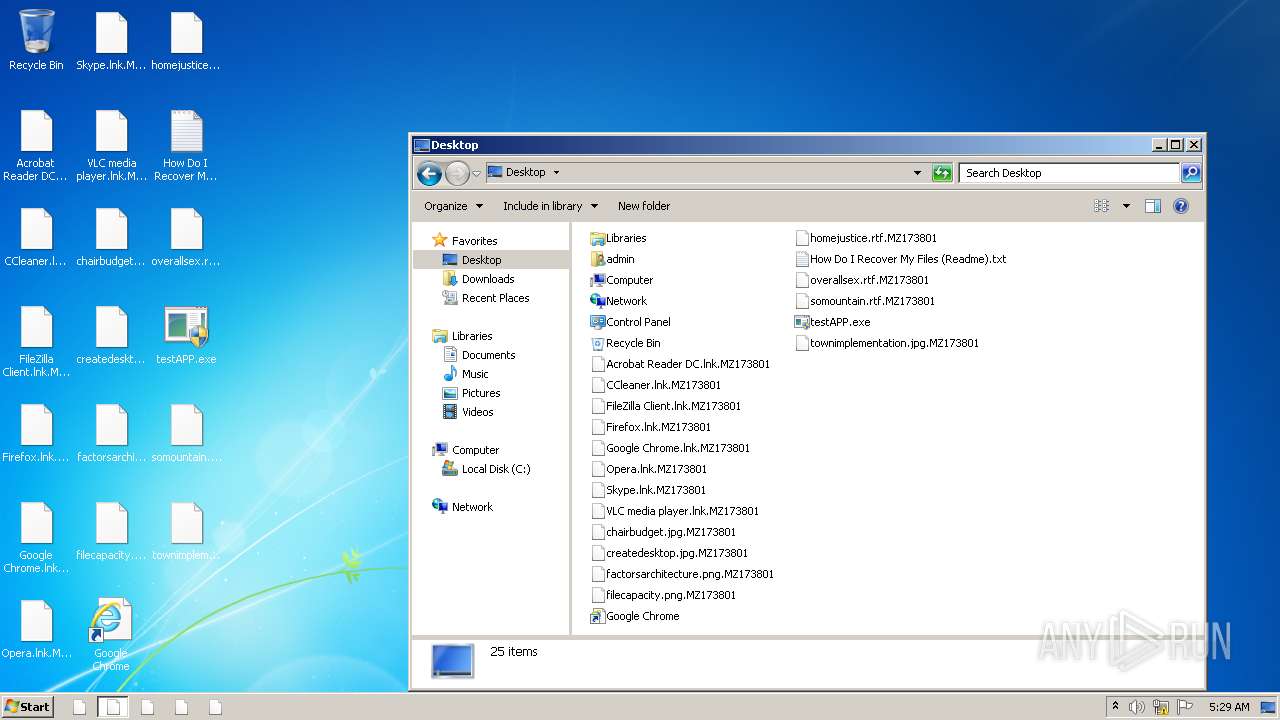 Recycle Bin
Skype.lnk.M...
homejustice...
Acrobat
Reader DC...
VLC media
player.lnk.M...
How Do I
Recover M...
CCleaner.l...
chairbudget...
overallsex.r...
FileZilla
Client.lnk.M...
createdeskt...
testAPP.exe
Firefox.lnk....
factorsarchi...
somountain....
Google
Chrome.lnk...
filecapacity....
townimplem...
Opera.lnk.M...
Google
Chrome
Desktop
Desktop
Search Desktop
Organize
Include in library
New folder
Favorites
Desktop
Downloads
Recent Places
Libraries
Documents
Music
Pictures
Videos
Computer
Local Disk (C:)
Network
Libraries
admin
Computer
Network
Control Panel
Recycle Bin
Acrobat Reader DC.lnk.MZ173801
CCleaner.lnk.MZ173801
FileZilla Client.lnk.MZ173801
Firefox.lnk.MZ173801
Google Chrome.lnk.MZ173801
Opera.lnk.MZ173801
Skype.lnk.MZ173801
VLC media player.lnk.MZ173801
chairbudget.jpg.MZ173801
createdesktop.jpg.MZ173801
factorsarchitecture.png.MZ173801
filecapacity.png.MZ173801
Google Chrome
homejustice.rtf.MZ173801
How Do I Recover My Files (Readme).txt
overallsex.rtf.MZ173801
somountain.rtf.MZ173801
testAPP.exe
townimplementation.jpg.MZ173801
25 items
ANY RUN
Start
5:29 AM